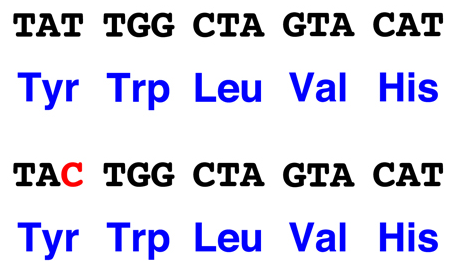 TAT TGG CTA GTA CAT
Tyr Trp Leu Val His
TAC TGG CTA GTA CAT
Tyr Trp Leu Val His